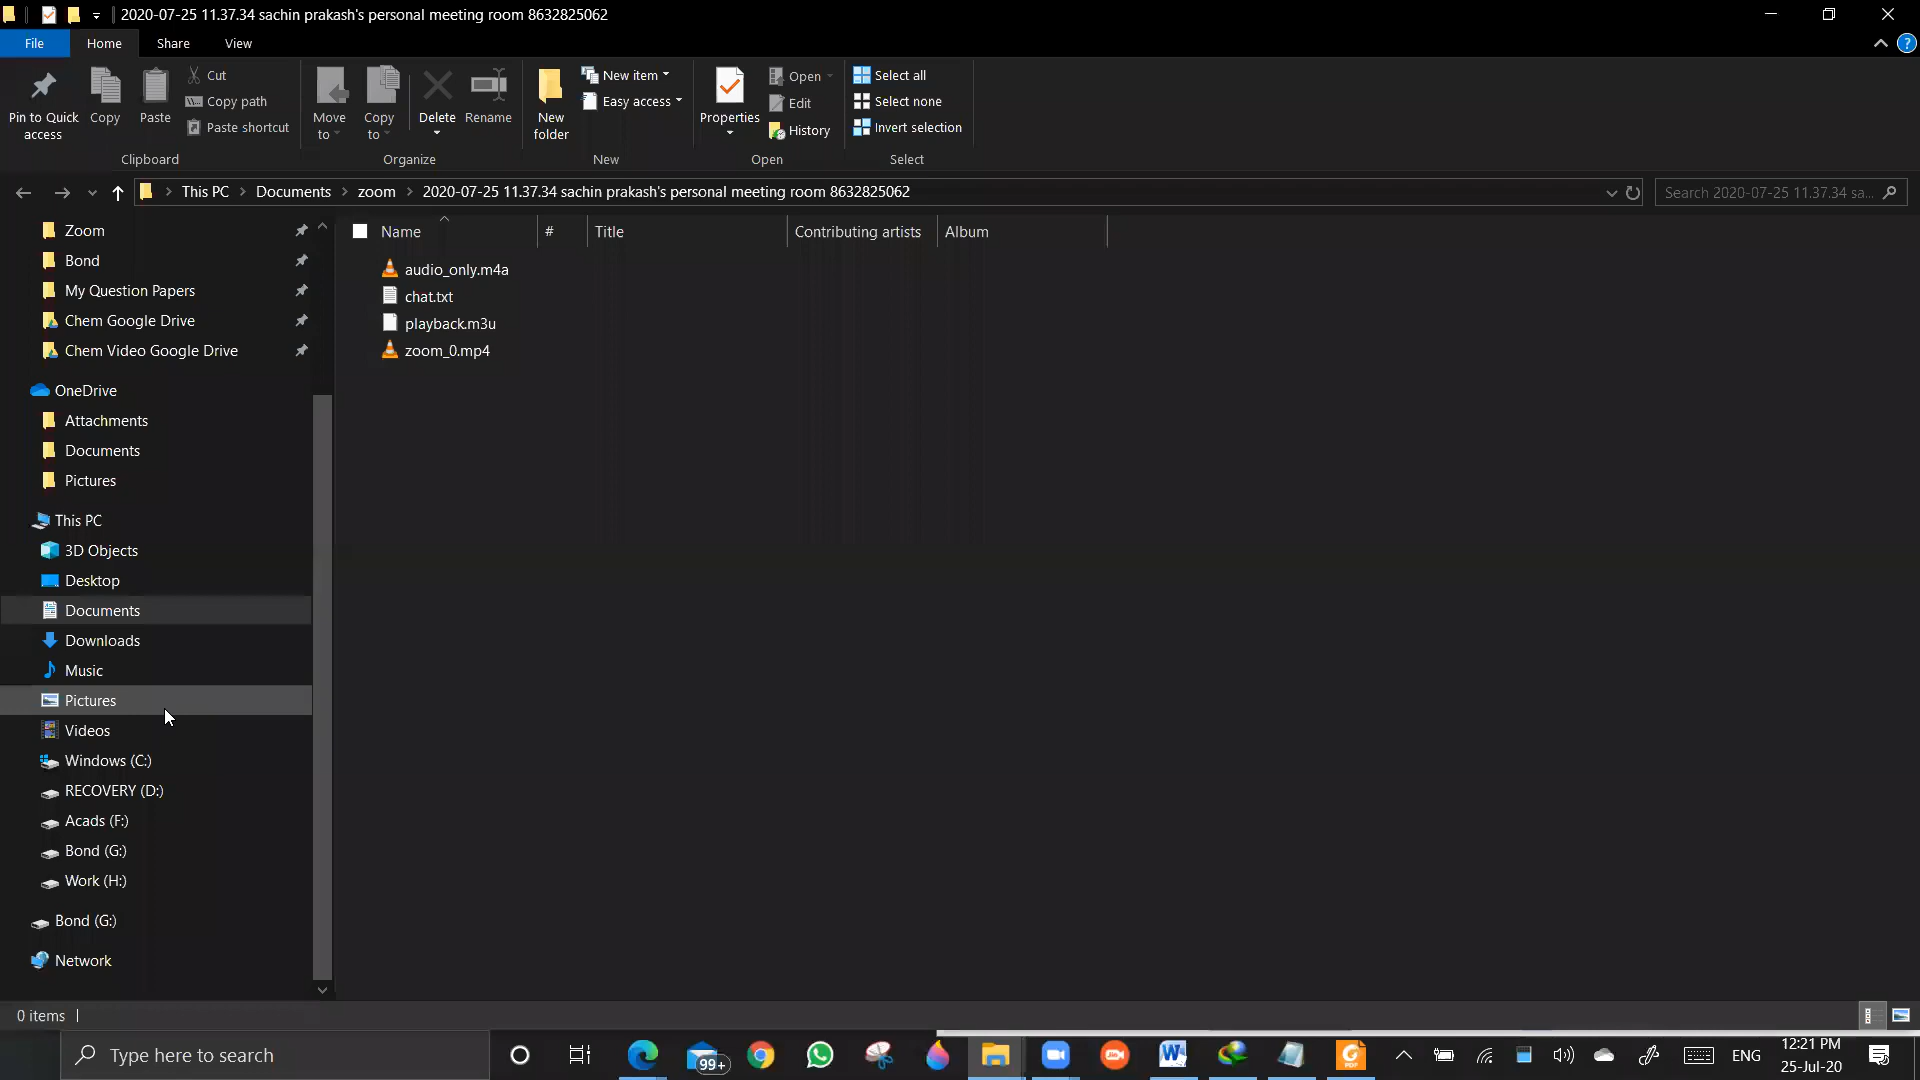 2020-07-25 11.37.34 sachin prakash's personal meeting room 8632825062
File Home Share View
Pin to Quick access
Copy
Paste
Cut
Copy path
Paste shortcut
Clipboard
Move to
Copy to
Delete
Rename
Organize
New folder
New item
Easy access
New
Properties
Open
Edit
History
Open
Select all
Select none
Invert selection
Select
This PC > Documents > zoom > 2020-07-25 11.37.34 sachin prakash's personal meeting room 8632825062
Search 2020-07-25 11.37.34 sa...
Zoom
Bond
My Question Papers
Chem Google Drive
Chem Video Google Drive
OneDrive
Attachments
Documents
Pictures
This PC
3D Objects
Desktop
Documents
Downloads
Music
Pictures
Videos
Windows (C:)
RECOVERY (D:)
Acads (F:)
Bond (G:)
Work (H:)
Bond (G:)
Network
Name # Title Contributing artists Album
audio_only.m4a
chat.txt
playback.m3u
zoom_0.mp4
0 items
Type here to search
99+
Jio
PDF
ENG
12:21 PM
25-Jul-20